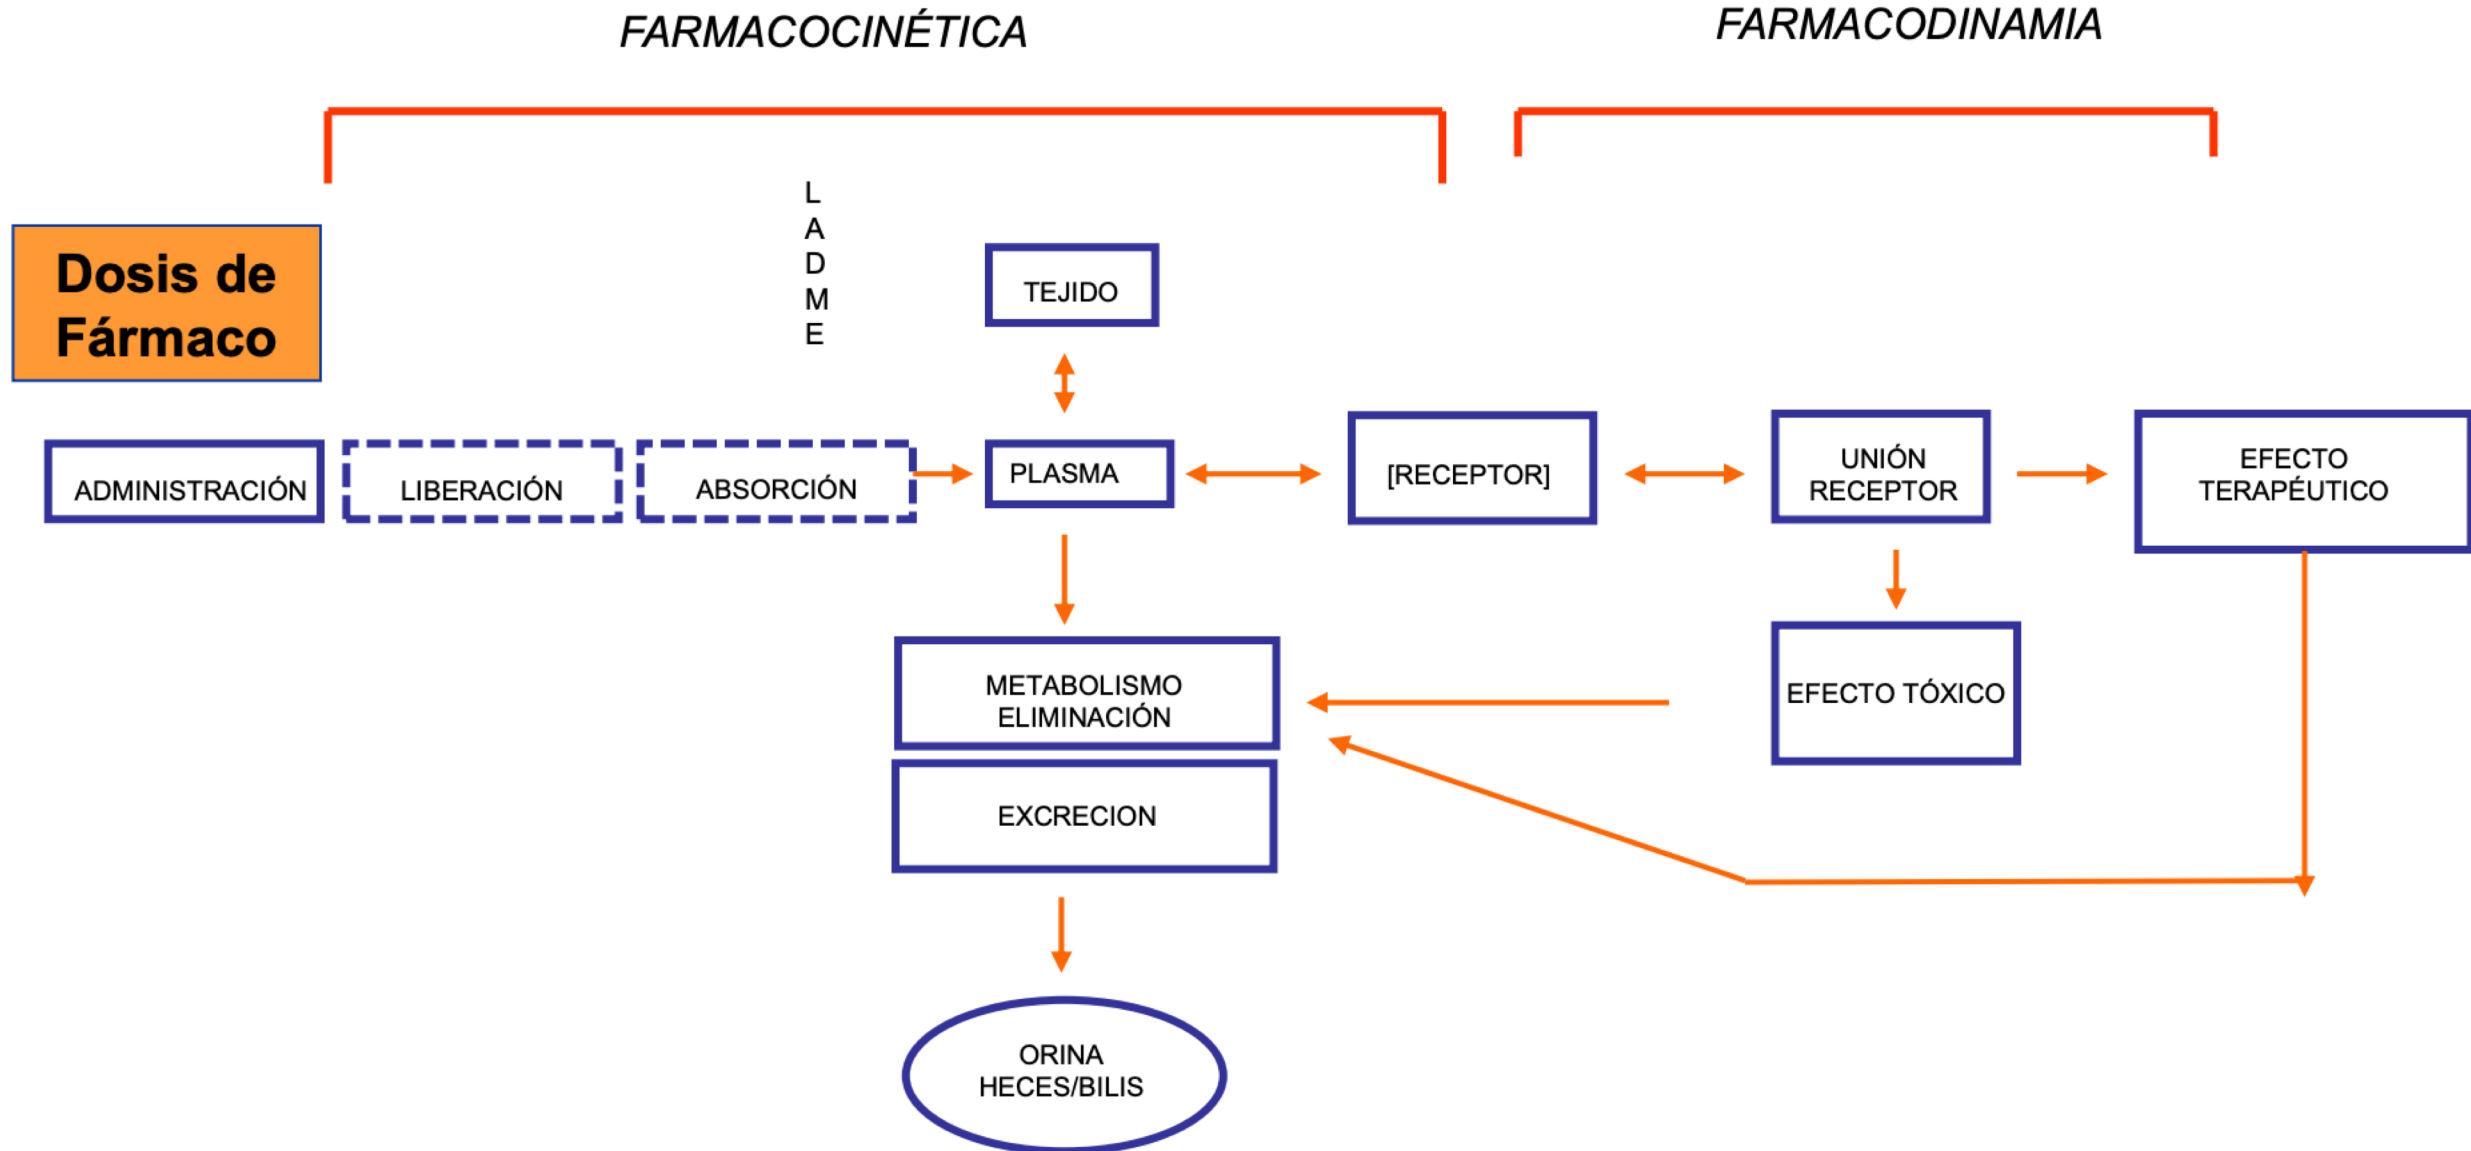 FARMACOCINÉTICA
FARMACODINAMIA
L
A
D
M
E
Dosis de
Fármaco
TEJIDO
ADMINISTRACIÓN
LIBERACIÓN
ABSORCIÓN
PLASMA
[RECEPTOR]
UNIÓN
RECEPTOR
EFECTO
TERAPÉUTICO
METABOLISMO
ELIMINACIÓN
EFECTO TÓXICO
EXCRECION
ORINA
HECES/BILIS